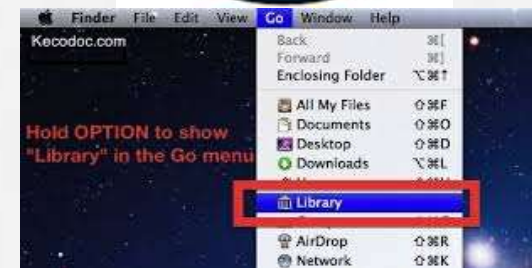 Finder File Edit View Go Window Help
Kecodoc.com
Back ⌘[
Forward ⌘]
Enclosing Folder ⌥⌘↑
All My Files ⇧⌘F
Documents ⇧⌘O
Desktop ⇧⌘D
Downloads ⌥⌘L
Hold OPTION to show
"Library" in the Go menu
Library
AirDrop ⇧⌘R
Network ⇧⌘K